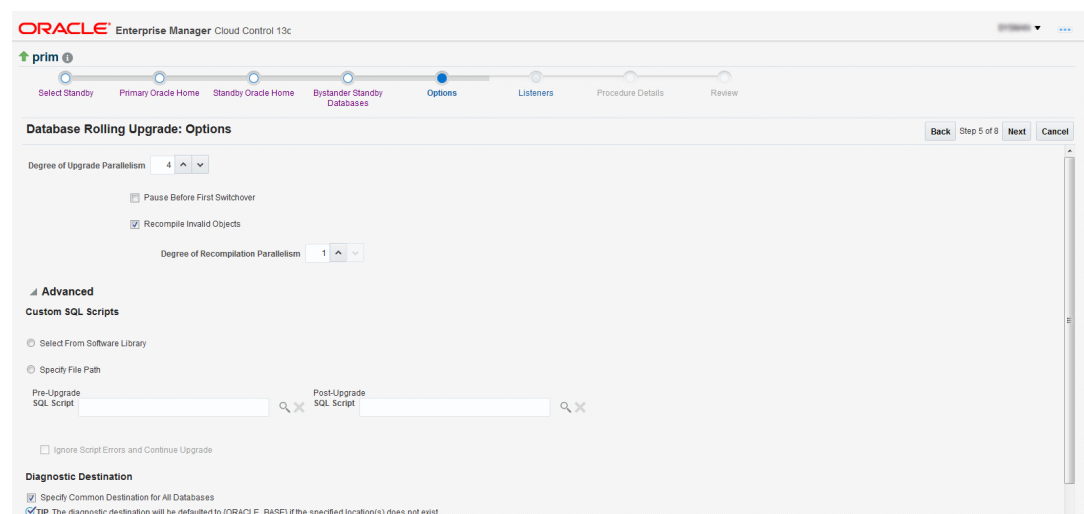 ORACLE Enterprise Manager Cloud Control 13c
prim
Select Standby Primary Oracle Home Standby Oracle Home Bystander Standby Databases Options Listeners Procedure Details Review
Database Rolling Upgrade: Options
Back Step 5 of 8 Next Cancel
Degree of Upgrade Parallelism 4
Pause Before First Switchover
Recompile Invalid Objects
Degree of Recompilation Parallelism 1
Advanced
Custom SQL Scripts
Select From Software Library
Specify File Path
Pre-Upgrade SQL Script Post-Upgrade SQL Script
Ignore Script Errors and Continue Upgrade
Diagnostic Destination
Specify Common Destination for All Databases
TIP The diagnostic destination will be defaulted to {ORACLE_BASE} if the specified location(s) does not exist